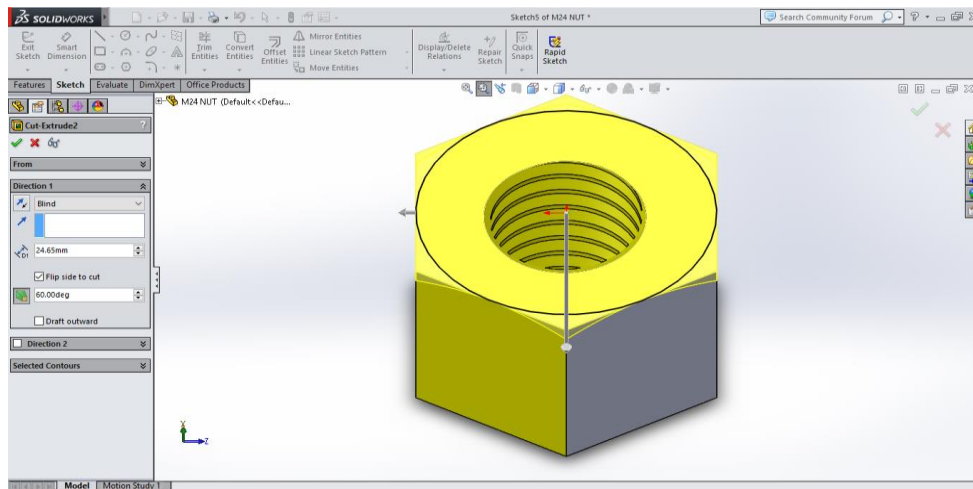 SOLIDWORKS
Sketch5 of M24 NUT *
Search Community Forum
Exit Sketch
Smart Dimension
Trim Entities
Convert Entities
Offset Entities
Mirror Entities
Linear Sketch Pattern
Move Entities
Display/Delete Relations
Repair Sketch
Quick Snaps
Rapid Sketch
Features Sketch Evaluate DimXpert Office Products
M24 NUT (Default<<Defau...
Cut-Extrude2
From
Direction 1
Blind
D1
24.65mm
Flip side to cut
60.00deg
Draft outward
Direction 2
Selected Contours
Z
Model Motion Study 1